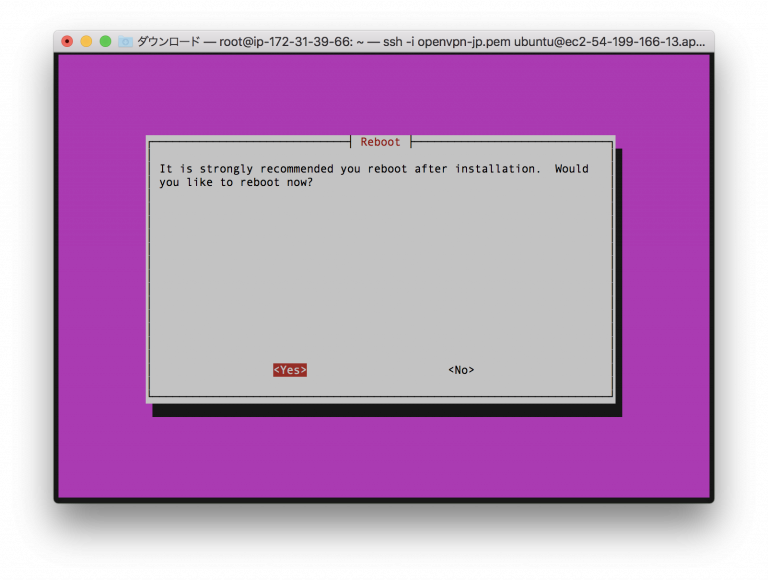 ダウンロード — root@ip-172-31-39-66: ~ — ssh -i openvpn-jp.pem ubuntu@ec2-54-199-166-13.ap...
Reboot
It is strongly recommended you reboot after installation.  Would
you like to reboot now?
<Yes> <No>